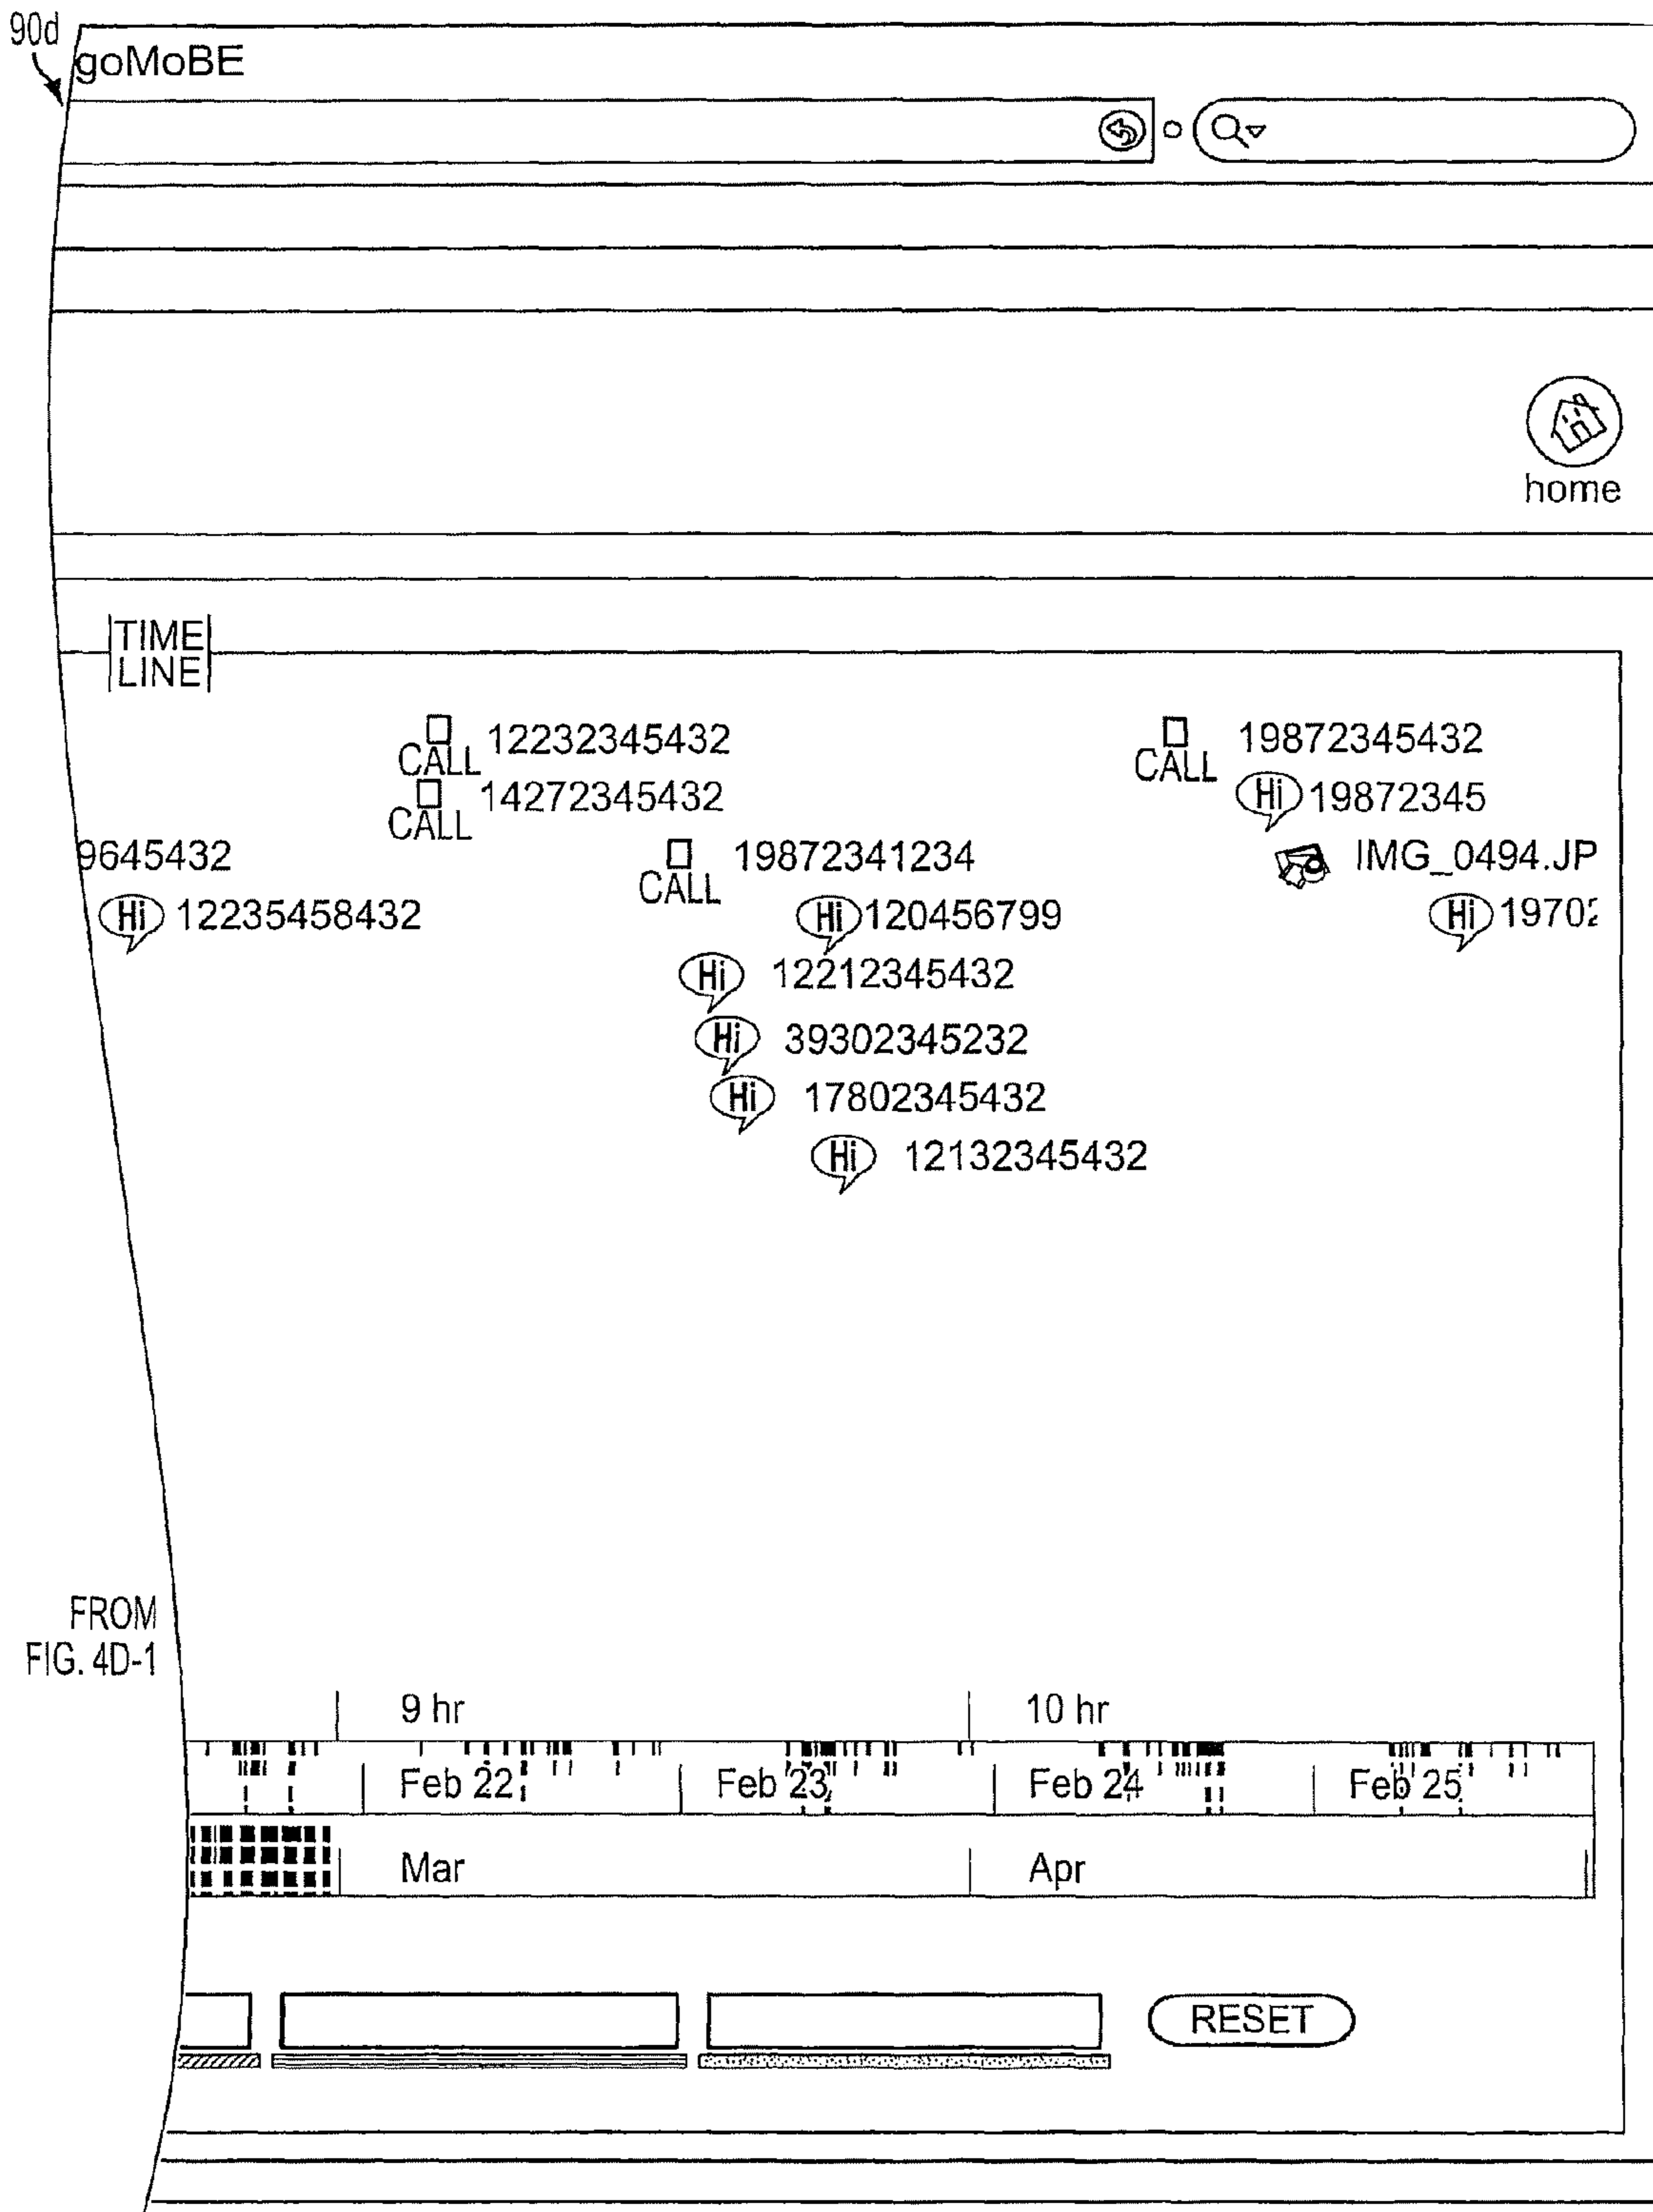 90d
goMoBE
home
TIME
LINE
CALL 12232345432
CALL 19872345432
CALL 14272345432
Hi 19872345
9645432
CALL 19872341234
IMG_0494.JP
Hi 12235458432
Hi 120456799
Hi 1970
Hi 12212345432
Hi 39302345232
Hi 17802345432
Hi 12132345432
FROM
FIG. 4D-1
9 hr
10 hr
Feb 22
Feb 23
Feb 24
Feb 25
Mar
Apr
RESET